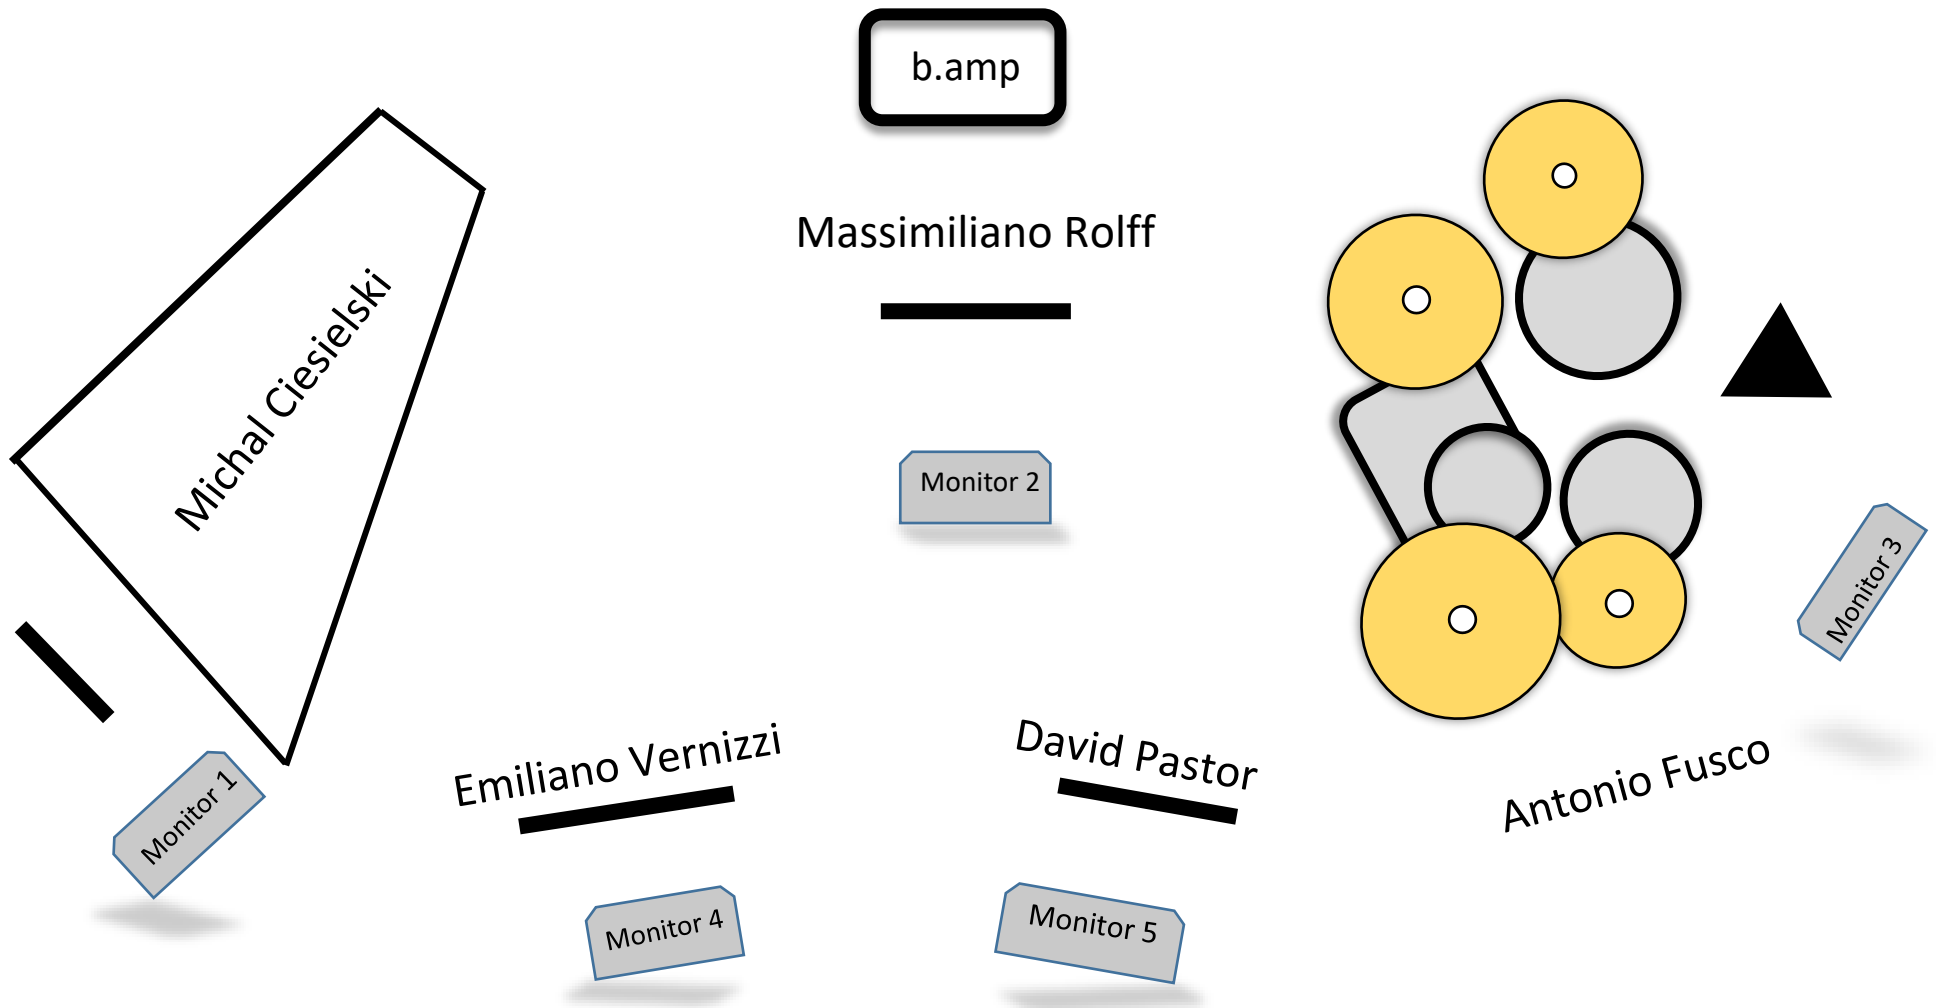 b.amp
Massimiliano Rolff
Michal Ciesielski
Monitor 2
Monitor 3
Emiliano Vernizzi
David Pastor
Antonio Fusco
Monitor 1
Monitor 4
Monitor 5